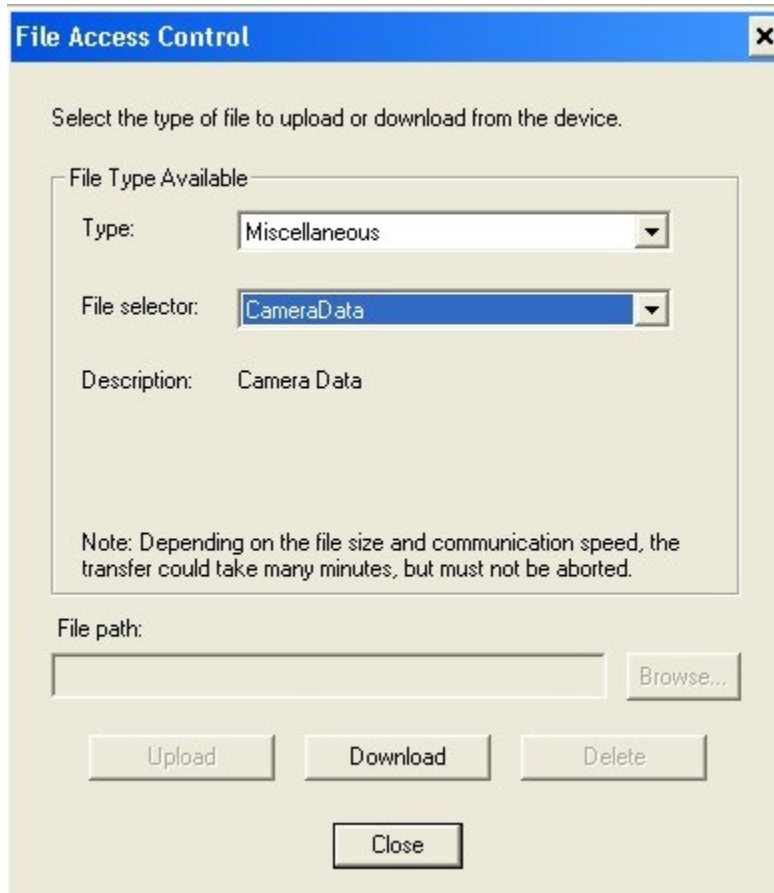 File Access Control
Select the type of file to upload or download from the device.
File Type Available
Type: Miscellaneous
File selector: CameraData
Description: Camera Data
Note: Depending on the file size and communication speed, the
transfer could take many minutes, but must not be aborted.
File path:
Browse...
Upload Download Delete
Close